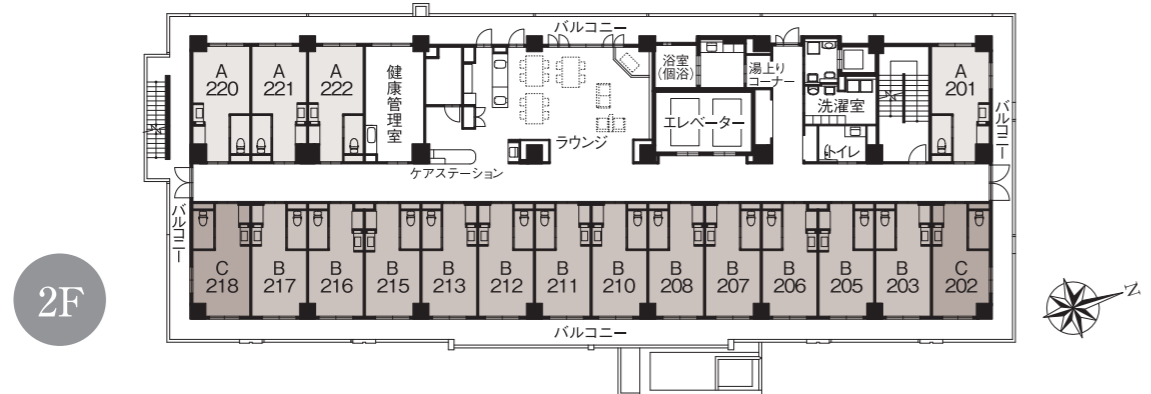 バルコニー
A
220
A
221
A
222
健康管理室
浴室
(個浴)
湯上り
コーナー
洗濯室
A
201
エレベーター
ラウンジ
トイレ
ケアステーション
バルコニー
バルコニー
C
218
B
217
B
216
B
215
B
213
B
212
B
211
B
210
B
208
B
207
B
206
B
205
B
203
C
202
バルコニー
2F
N